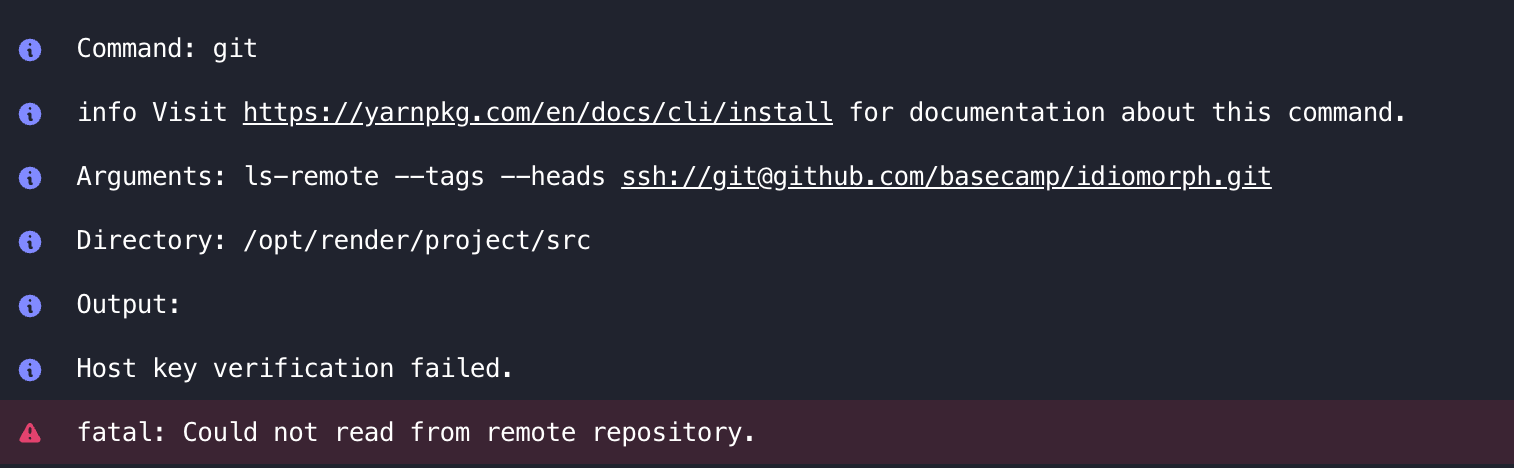 Command: git
info Visit https://yarnpkg.com/en/docs/cli/install for documentation about this command.
Arguments: ls-remote --tags --heads ssh://git@github.com/basecamp/idiomorph.git
Directory: /opt/render/project/src
Output:
Host key verification failed.
fatal: Could not read from remote repository.